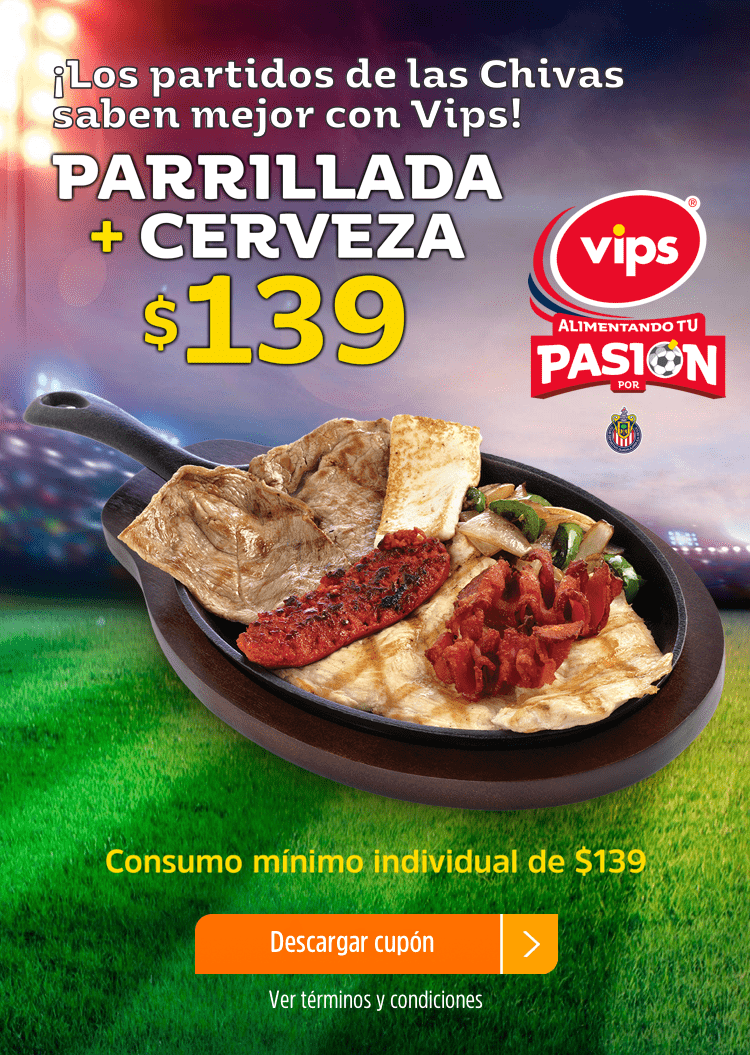 ¡Los partidos de las Chivas
saben mejor con Vips!
PARRILLADA
+ CERVEZA
$139
vips®
ALIMENTANDO TU
PASIÓN
POR
Consumo mínimo individual de $139
Descargar cupón
Ver términos y condiciones